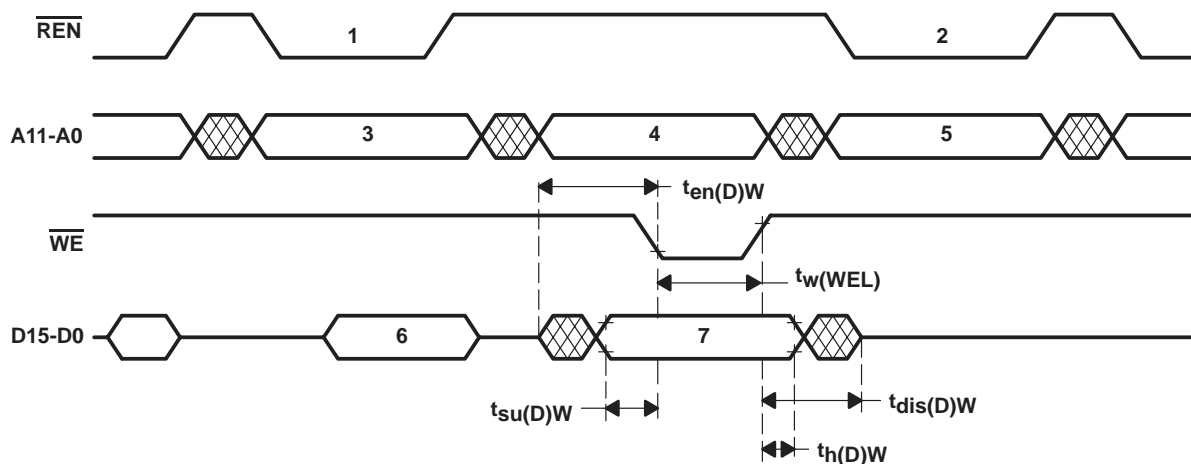 REN
1
2
A11-A0
3
4
5
ten(D)W
WE
tw(WEL)
D15-D0
6
7
tsu(D)W
tdis(D)W
th(D)W